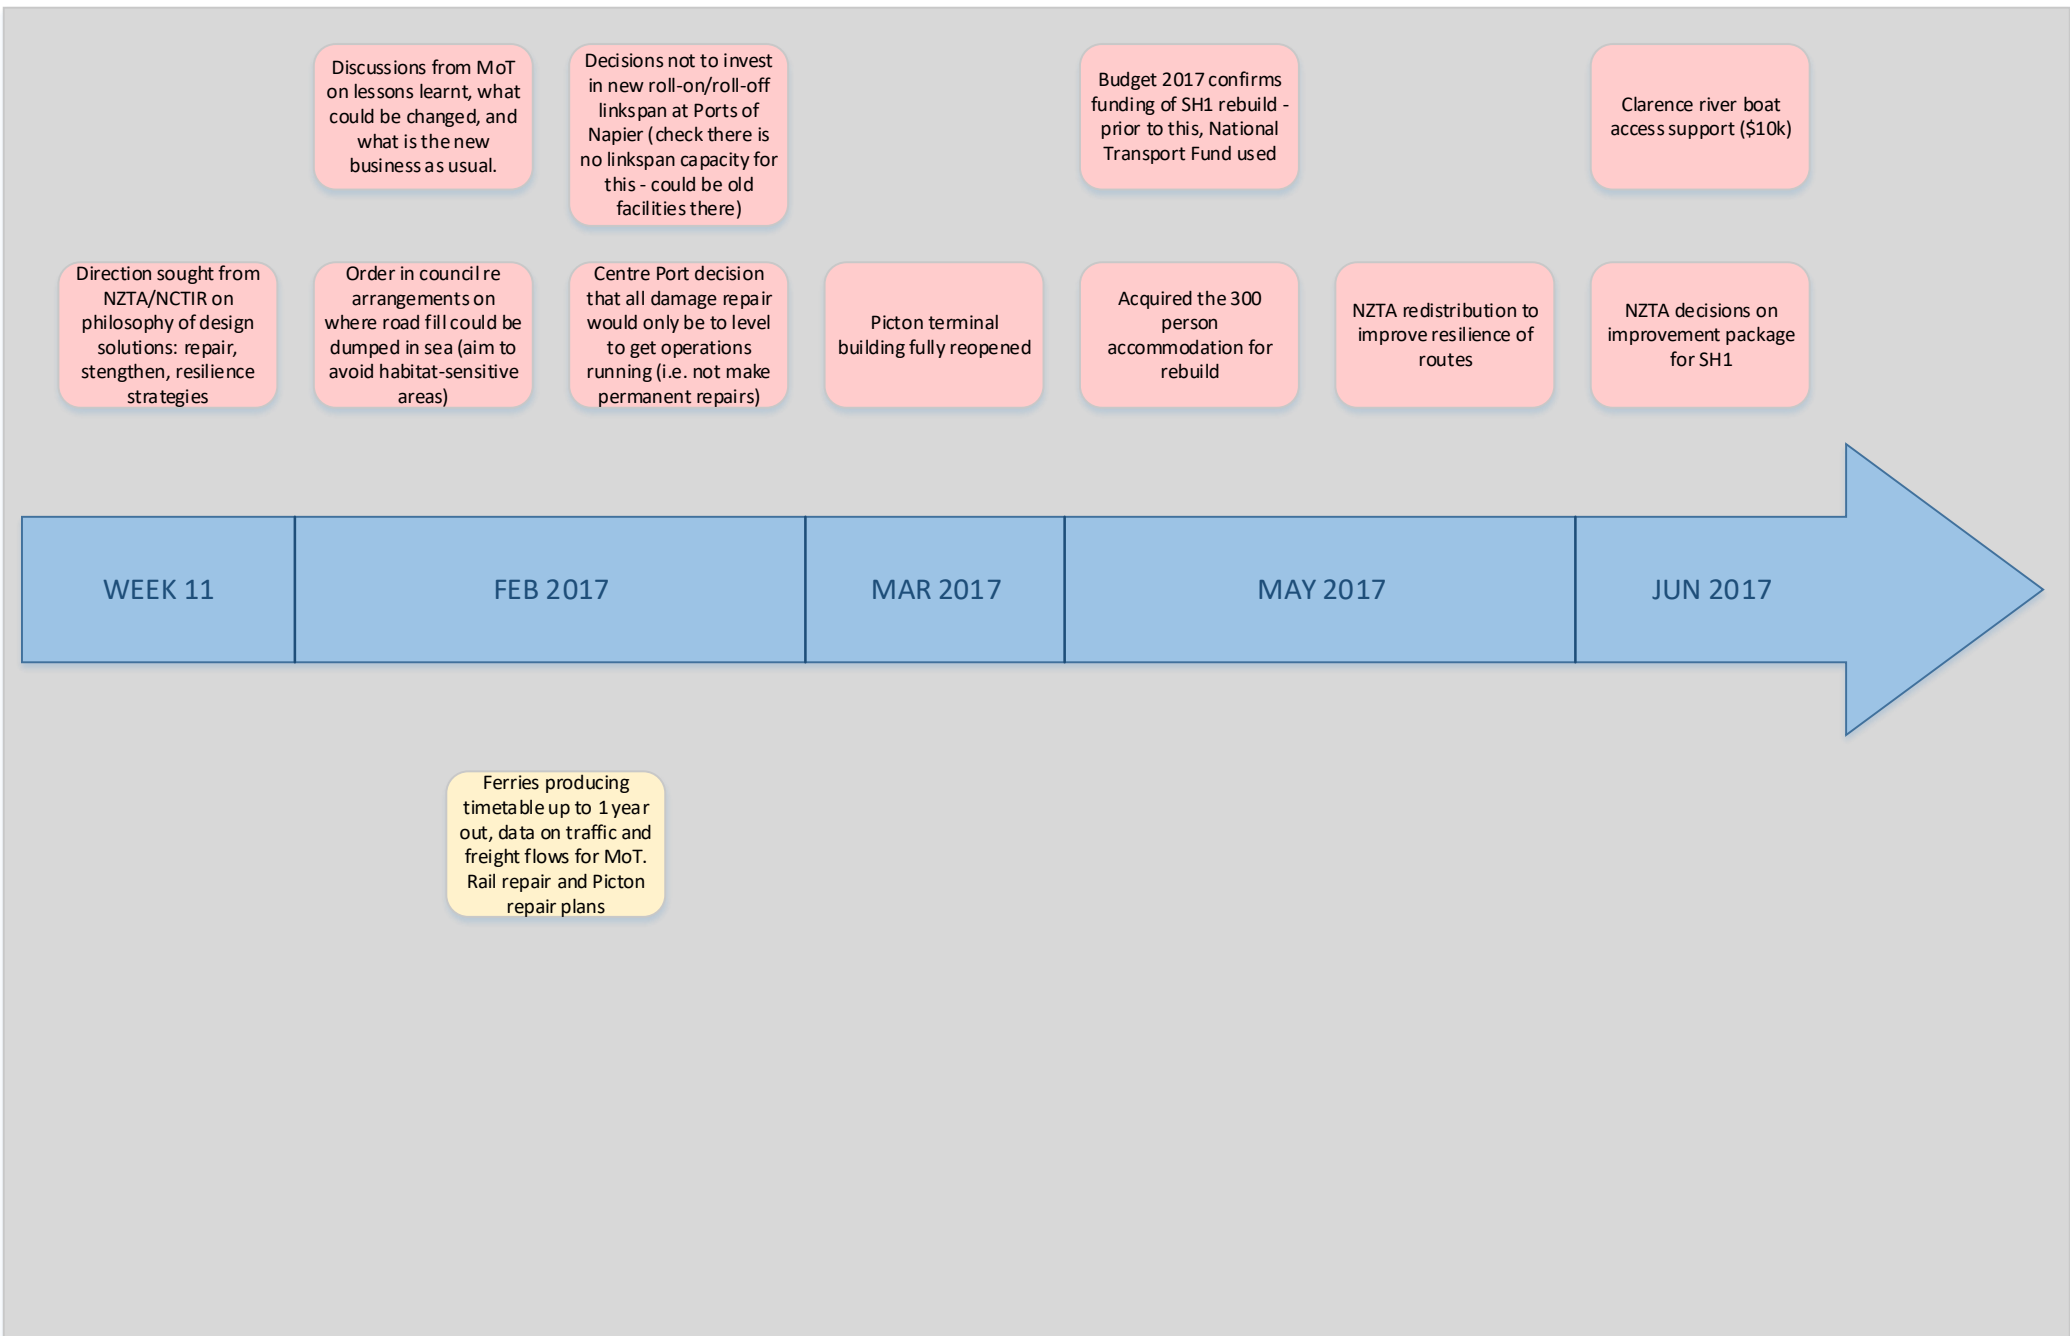 Discussions from MoT
on lessons learnt, what
could be changed, and
what is the new
business as usual.
Decisions not to invest
in new roll-on/roll-off
linkspan at Ports of
Napier (check there is
no linkspan capacity for
this - could be old
facilities there)
Budget 2017 confirms
funding of SH1 rebuild -
prior to this, National
Transport Fund used
Clarence river boat
access support ($10k)
Direction sought from
NZTA/NCTIR on
philosophy of design
solutions: repair,
stengthen, resilience
strategies
Order in council re
arrangements on
where road fill could be
dumped in sea (aim to
avoid habitat-sensitive
areas)
Centre Port decision
that all damage repair
would only be to level
to get operations
running (i.e. not make
permanent repairs)
Picton terminal
building fully reopened
Acquired the 300
person
accommodation for
rebuild
NZTA redistribution to
improve resilience of
routes
NZTA decisions on
improvement package
for SH1
WEEK 11
FEB 2017
MAR 2017
MAY 2017
JUN 2017
Ferries producing
timetable up to 1 year
out, data on traffic and
freight flows for MoT.
Rail repair and Picton
repair plans